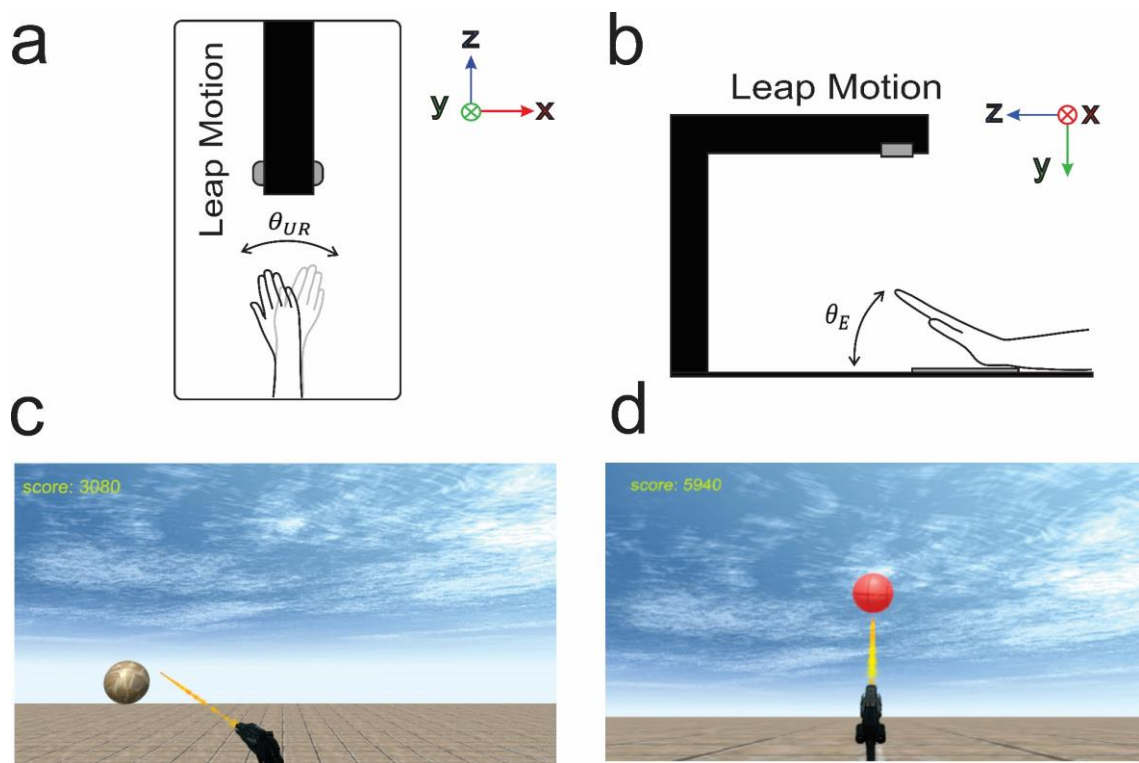 a
Leap Motion
z
y
x
θ_UR
b
Leap Motion
z
x
y
θ_E
c
score: 3080
d
score: 5940